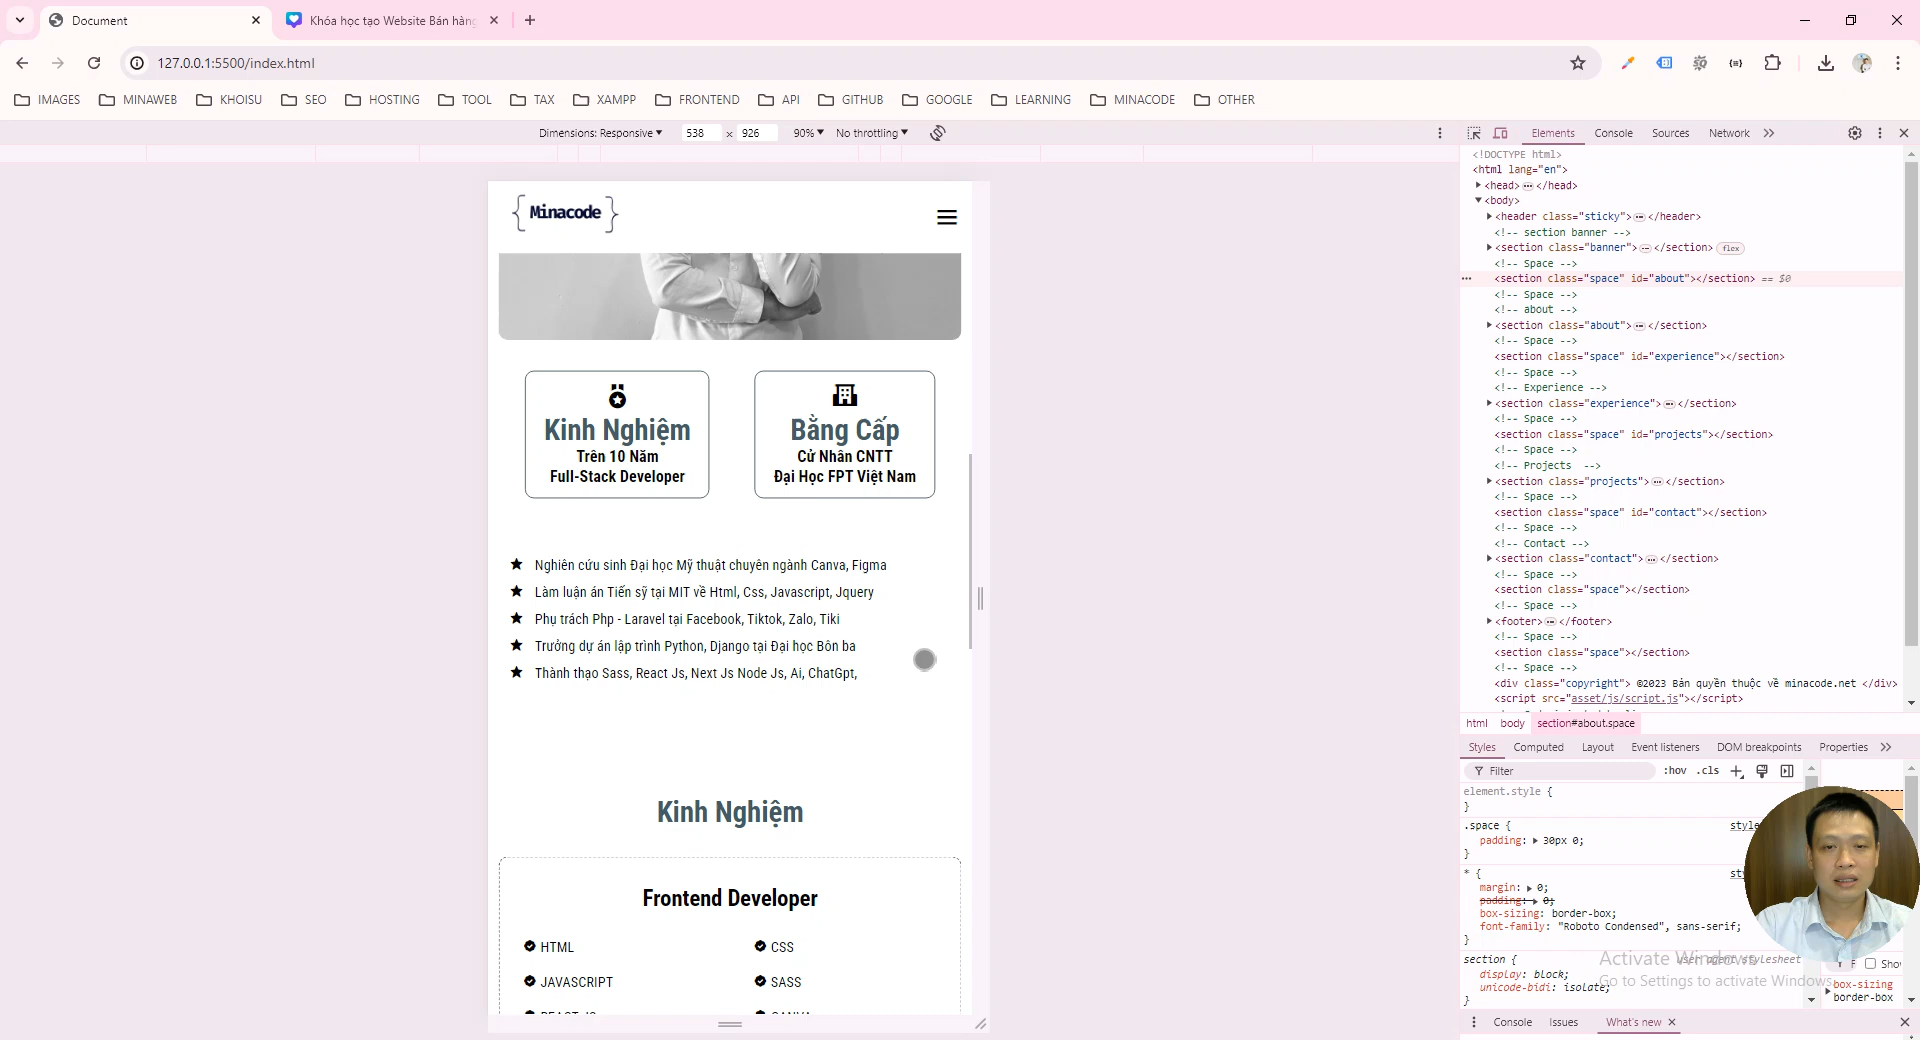 Document
Khóa học tạo Website Bán hàng
127.0.0.1:5500/index.html
IMAGES
MINAWEB
KHOISU
SEO
HOSTING
TOOL
TAX
XAMPP
FRONTEND
API
GITHUB
GOOGLE
LEARNING
MINACODE
OTHER
Dimensions: Responsive
538 x 926
90%
No throttling
{Minacode}
Kinh Nghiệm
Trên 10 Năm
Full-Stack Developer
Bằng Cấp
Cử Nhân CNTT
Đại Học FPT Việt Nam
Nghiên cứu sinh Đại học Mỹ thuật chuyên ngành Canva, Figma
Làm luận án Tiến sỹ tại MIT về Html, Css, Javascript, Jquery
Phụ trách Php - Laravel tại Facebook, Tiktok, Zalo, Tiki
Trưởng dự án lập trình Python, Django tại Đại học Bôn ba
Thành thạo Sass, React Js, Next Js Node Js, Ai, ChatGpt,
Kinh Nghiệm
Frontend Developer
HTML
CSS
JAVASCRIPT
SASS
Elements
Console
Sources
Network
<!DOCTYPE html>
<html lang="en">
<head>…</head>
<body>
<header class="sticky">…</header>
<!-- section banner -->
<section class="banner">…</section> flex
<!-- Space -->
<section class="space" id="about"></section> == $0
<!-- Space -->
<!-- about -->
<section class="about">…</section>
<!-- Space -->
<section class="space" id="experience"></section>
<!-- Space -->
<!-- Experience -->
<section class="experience">…</section>
<!-- Space -->
<section class="space" id="projects"></section>
<!-- Space -->
<!-- Projects -->
<section class="projects">…</section>
<!-- Space -->
<section class="space" id="contact"></section>
<!-- Space -->
<!-- Contact -->
<section class="contact">…</section>
<!-- Space -->
<section class="space"></section>
<!-- Space -->
<footer>…</footer>
<!-- Space -->
<section class="space"></section>
<!-- Space -->
<div class="copyright"> ©2023 Bản quyền thuộc về minacode.net </div>
<script src="asset/js/script.js"></script>
html body section#about.space
Styles
Computed
Layout
Event listeners
DOM breakpoints
Properties
Filter
:hov .cls
element.style {
}
.space {
style
padding: 30px 0;
}
* {
margin: 0;
padding: 0;
box-sizing: border-box;
font-family: "Roboto Condensed", sans-serif;
}
section {
user agent stylesheet
display: block;
unicode-bidi: isolate;
}
Activate Windows
Go to Settings to activate Windows.
box-sizing
border-box
Console
Issues
What's new